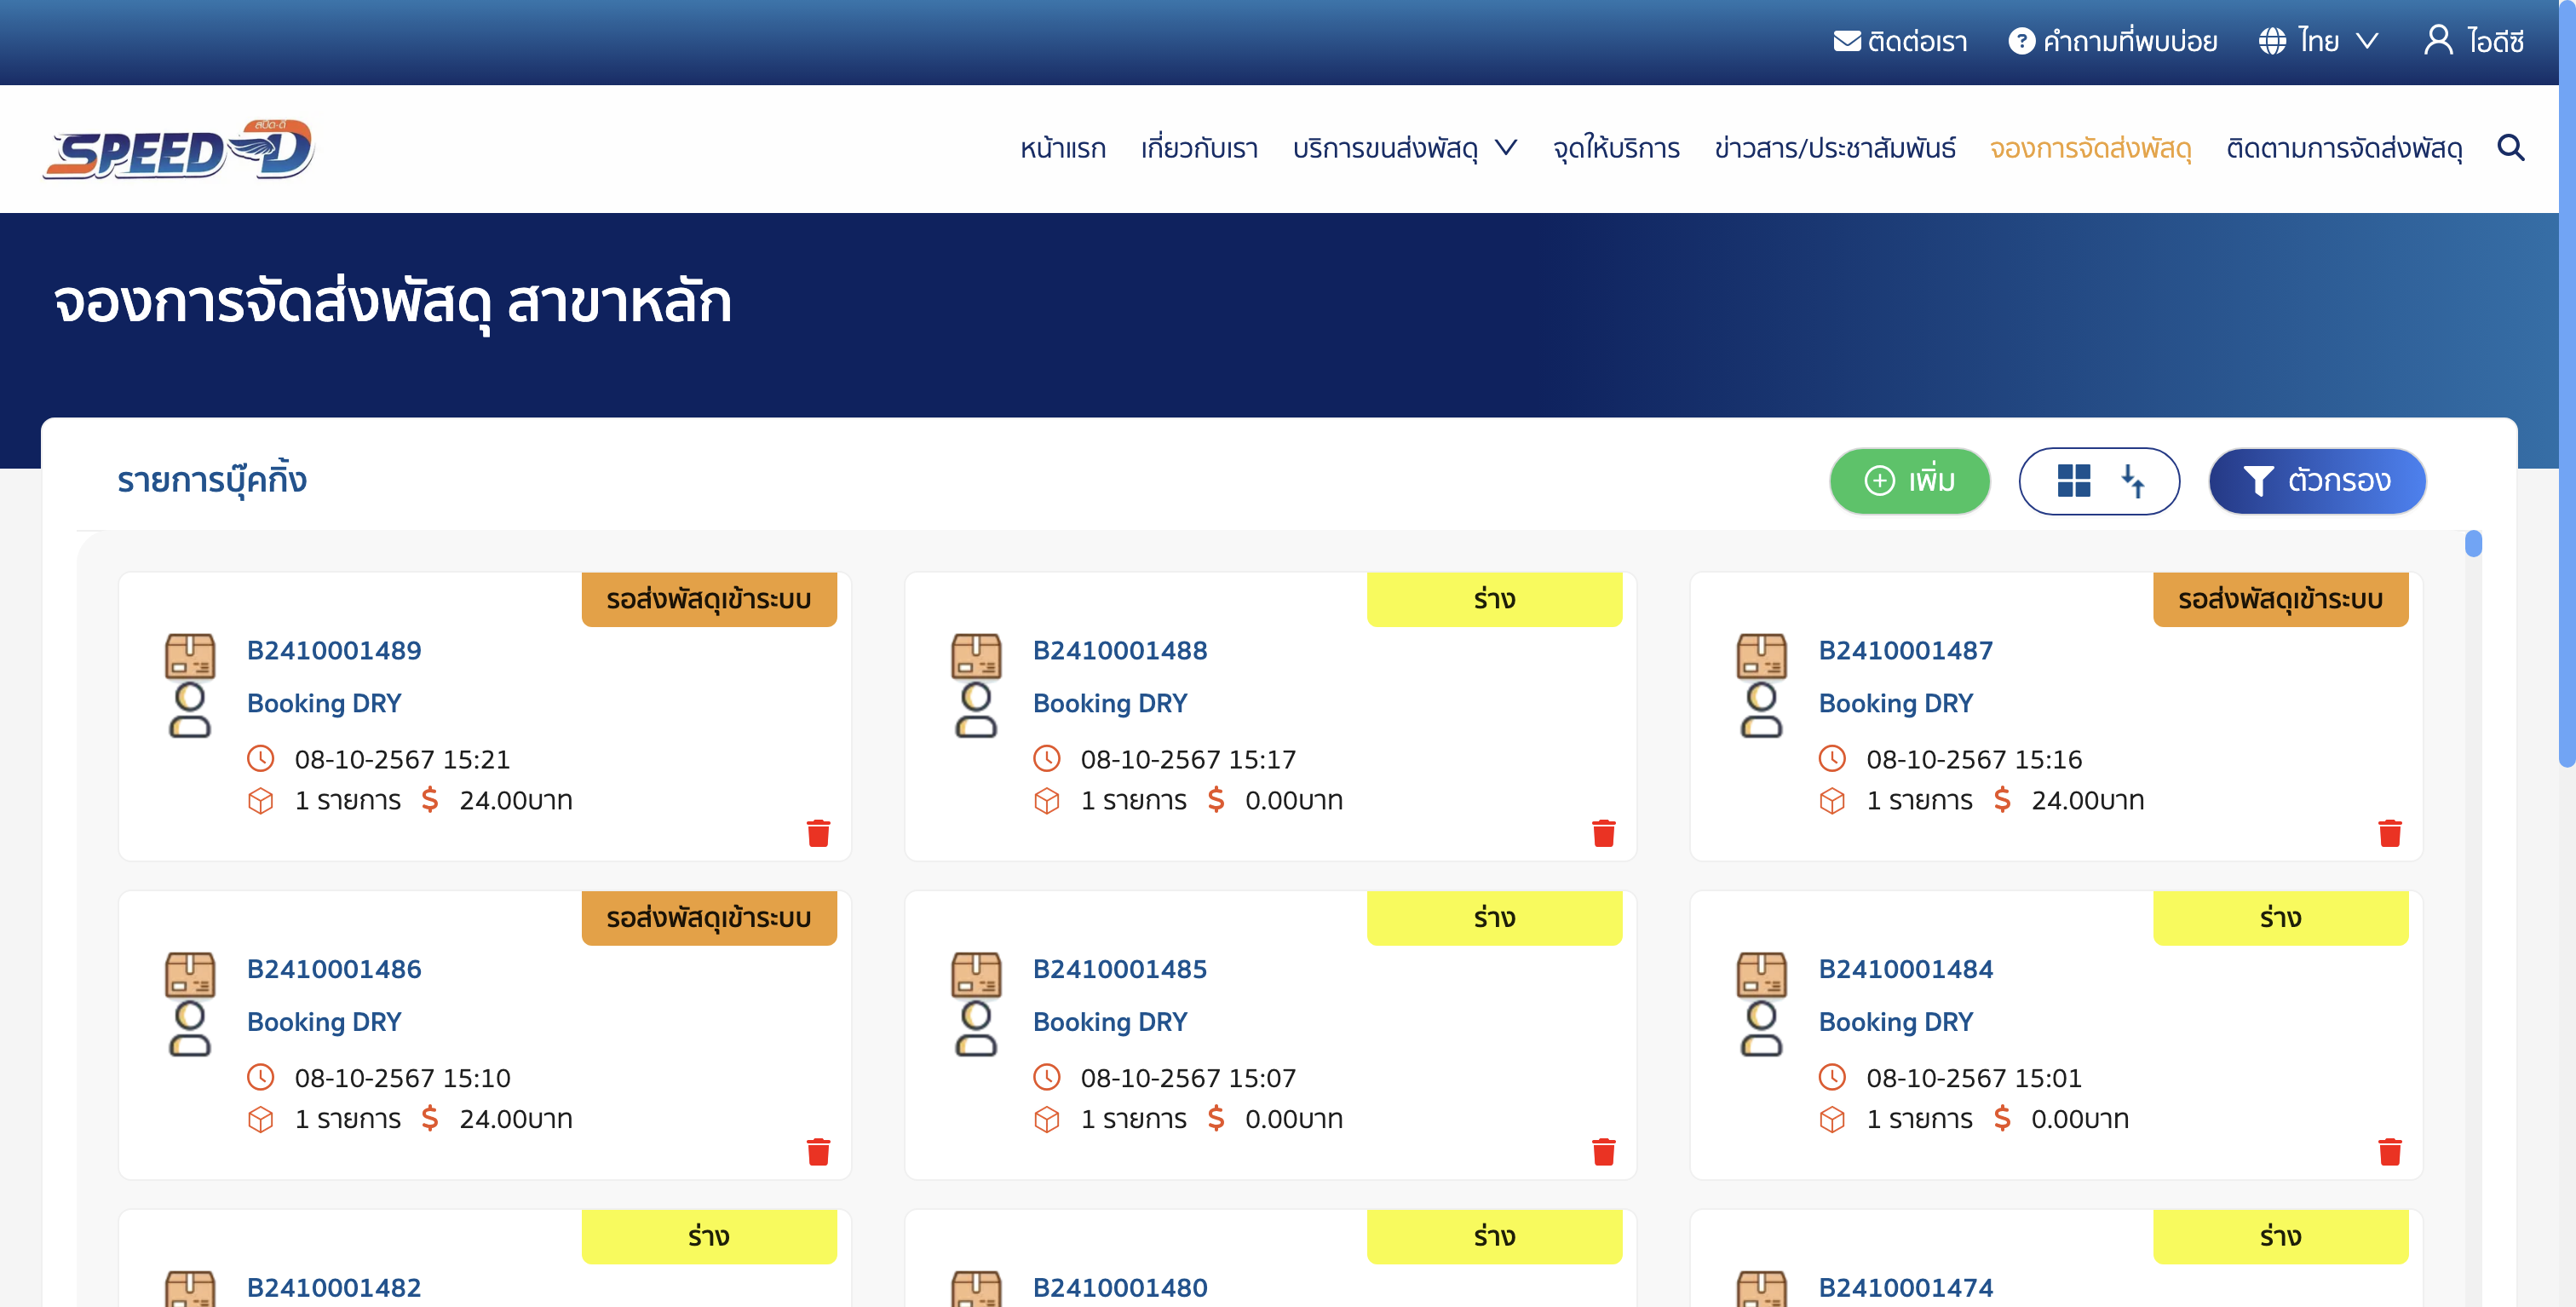 ติดต่อเรา คำถามที่พบบ่อย ไทย ไอดีซี
สปีด-ดี
SPEED-D
หน้าแรก เกี่ยวกับเรา บริการขนส่งพัสดุ จุดให้บริการ ข่าวสาร/ประชาสัมพันธ์ จองการจัดส่งพัสดุ ติดตามการจัดส่งพัสดุ
จองการจัดส่งพัสดุ สาขาหลัก
รายการบุ๊คกิ้ง เพิ่ม ตัวกรอง
รอส่งพัสดุเข้าระบบ
B2410001489
Booking DRY
08-10-2567 15:21
1 รายการ $ 24.00บาท
ร่าง
B2410001488
Booking DRY
08-10-2567 15:17
1 รายการ $ 0.00บาท
รอส่งพัสดุเข้าระบบ
B2410001487
Booking DRY
08-10-2567 15:16
1 รายการ $ 24.00บาท
รอส่งพัสดุเข้าระบบ
B2410001486
Booking DRY
08-10-2567 15:10
1 รายการ $ 24.00บาท
ร่าง
B2410001485
Booking DRY
08-10-2567 15:07
1 รายการ $ 0.00บาท
ร่าง
B2410001484
Booking DRY
08-10-2567 15:01
1 รายการ $ 0.00บาท
ร่าง
B2410001482
ร่าง
B2410001480
ร่าง
B2410001474